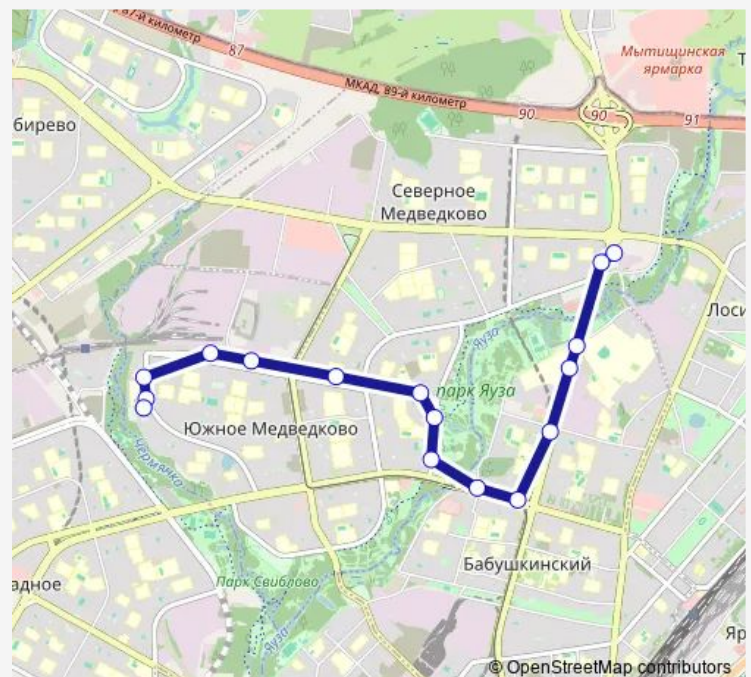 87-й километр
87
МКАД, 89-й километр
90
90
91
Мытищинская
ярмарка
Т
бирево
Северное
Медведково
Лоси
Яуза
парк Яуза
Южное Медведково
Чермянка
Бабушкинский
адное
Парк Свиблово
Яуза
Яр
© OpenStreetMap contributors